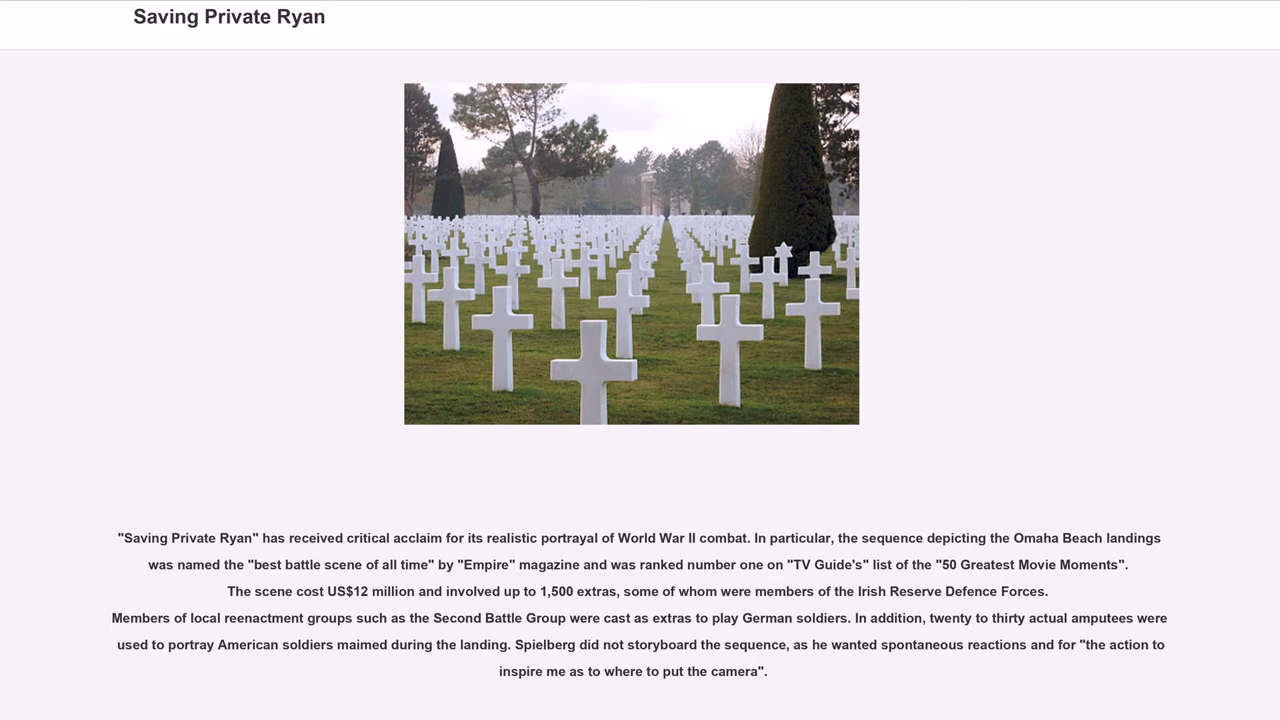 Saving Private Ryan
"Saving Private Ryan" has received critical acclaim for its realistic portrayal of World War II combat. In particular, the sequence depicting the Omaha Beach landings
was named the "best battle scene of all time" by "Empire" magazine and was ranked number one on "TV Guide's" list of the "50 Greatest Movie Moments".
The scene cost US$12 million and involved up to 1,500 extras, some of whom were members of the Irish Reserve Defence Forces.
Members of local reenactment groups such as the Second Battle Group were cast as extras to play German soldiers. In addition, twenty to thirty actual amputees were
used to portray American soldiers maimed during the landing. Spielberg did not storyboard the sequence, as he wanted spontaneous reactions and for "the action to
inspire me as to where to put the camera".